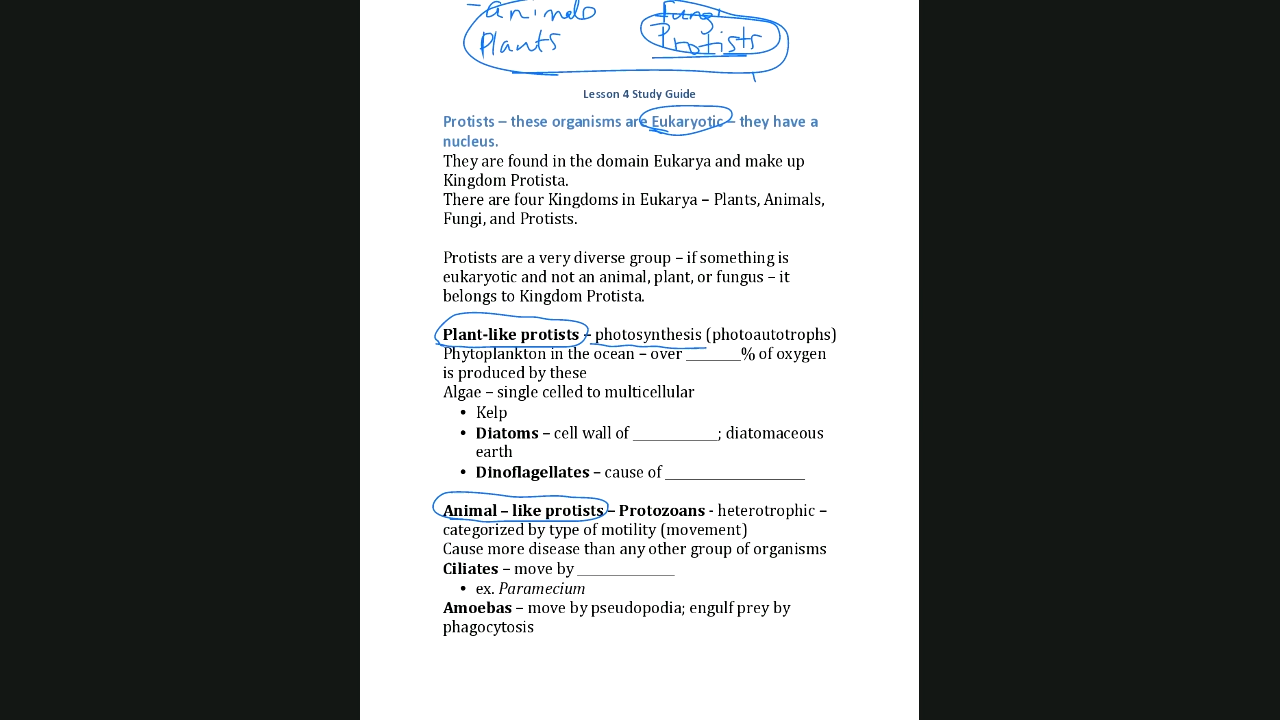 - animals
fungi
Plants
Protists
Lesson 4 Study Guide
Protists – these organisms are Eukaryotic – they have a
nucleus.
They are found in the domain Eukarya and make up
Kingdom Protista.
There are four Kingdoms in Eukarya – Plants, Animals,
Fungi, and Protists.
Protists are a very diverse group – if something is
eukaryotic and not an animal, plant, or fungus – it
belongs to Kingdom Protista.
Plant-like protists – photosynthesis (photoautotrophs)
Phytoplankton in the ocean – over _______% of oxygen
is produced by these
Algae – single celled to multicellular
• Kelp
• Diatoms – cell wall of ___________; diatomaceous
earth
• Dinoflagellates – cause of __________________
Animal – like protists – Protozoans - heterotrophic –
categorized by type of motility (movement)
Cause more disease than any other group of organisms
Ciliates – move by _____________
• ex. Paramecium
Amoebas – move by pseudopodia; engulf prey by
phagocytosis